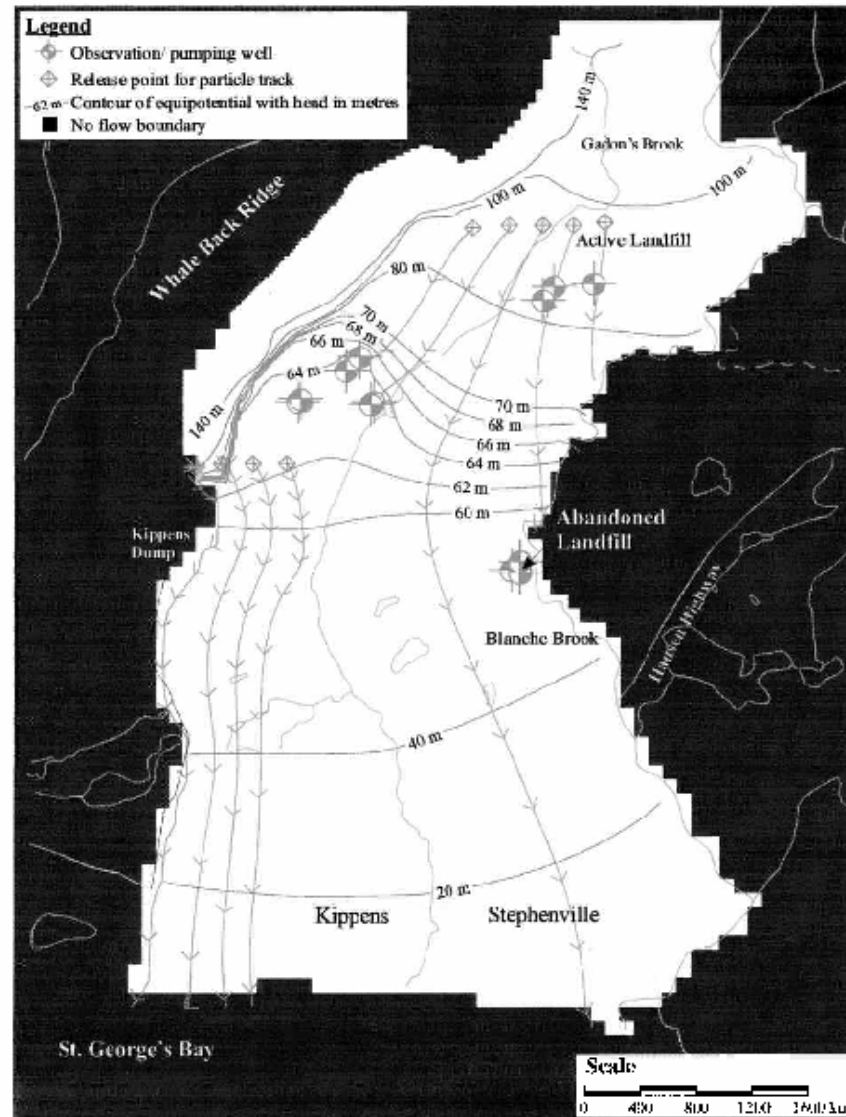 Legend
Observation/ pumping well
Release point for particle track
62 m Contour of equipotential with head in metres
No flow boundary
140 m
Gadon's Brook
Whale Back Ridge
100 m
100 m
Active Landfill
80 m
70 m
68 m
66 m
64 m
140 m
70 m
68 m
66 m
64 m
62 m
60 m
Kippens
Dump
Abandoned
Landfill
Hansen Highway
Blanche Brook
40 m
20 m
Kippens
Stephenville
St. George's Bay
Scale
0 400 800 1200